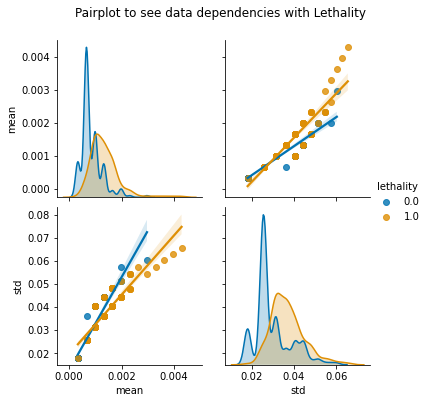 Pairplot to see data dependencies with Lethality
0.004
0.003
0.002
0.001
0.000
mean
lethality
0.0
1.0
0.08
0.07
0.06
0.05
0.04
0.03
0.02
std
0.000 0.002 0.004
mean
0.02 0.04 0.06
std